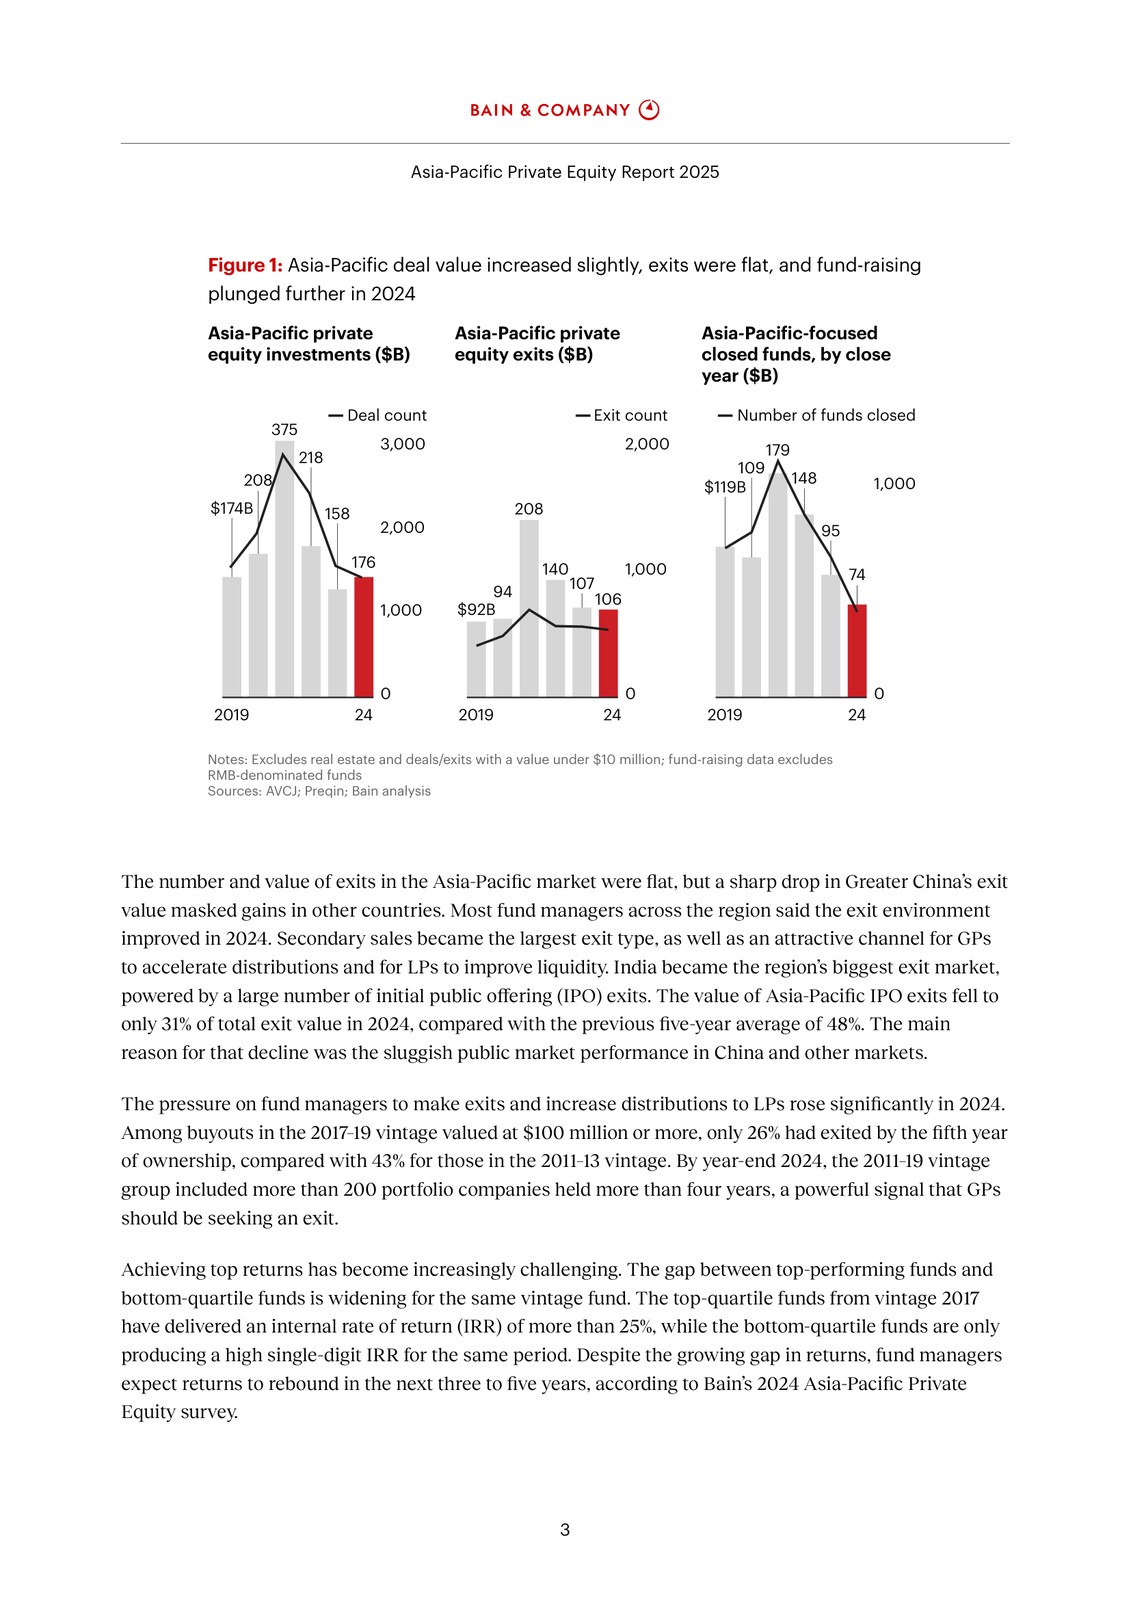 BAIN & COMPANY
Asia-Pacific Private Equity Report 2025
Figure 1: Asia-Pacific deal value increased slightly, exits were flat, and fund-raising
plunged further in 2024
Asia-Pacific private
equity investments ($B)
Deal count
3,000
2,000
1,000
0
$174B
208
375
218
158
176
2019
24
Asia-Pacific private
equity exits ($B)
Exit count
2,000
1,000
0
$92B
94
208
140
107
106
2019
24
Asia-Pacific-focused
closed funds, by close
year ($B)
Number of funds closed
1,000
0
$119B
109
179
148
95
74
2019
24
Notes: Excludes real estate and deals/exits with a value under $10 million; fund-raising data excludes
RMB-denominated funds
Sources: AVCJ; Preqin; Bain analysis
The number and value of exits in the Asia-Pacific market were flat, but a sharp drop in Greater China’s exit
value masked gains in other countries. Most fund managers across the region said the exit environment
improved in 2024. Secondary sales became the largest exit type, as well as an attractive channel for GPs
to accelerate distributions and for LPs to improve liquidity. India became the region’s biggest exit market,
powered by a large number of initial public offering (IPO) exits. The value of Asia-Pacific IPO exits fell to
only 31% of total exit value in 2024, compared with the previous five-year average of 48%. The main
reason for that decline was the sluggish public market performance in China and other markets.
The pressure on fund managers to make exits and increase distributions to LPs rose significantly in 2024.
Among buyouts in the 2017–19 vintage valued at $100 million or more, only 26% had exited by the fifth year
of ownership, compared with 43% for those in the 2011–13 vintage. By year-end 2024, the 2011–19 vintage
group included more than 200 portfolio companies held more than four years, a powerful signal that GPs
should be seeking an exit.
Achieving top returns has become increasingly challenging. The gap between top-performing funds and
bottom-quartile funds is widening for the same vintage fund. The top-quartile funds from vintage 2017
have delivered an internal rate of return (IRR) of more than 25%, while the bottom-quartile funds are only
producing a high single-digit IRR for the same period. Despite the growing gap in returns, fund managers
expect returns to rebound in the next three to five years, according to Bain’s 2024 Asia-Pacific Private
Equity survey.
3